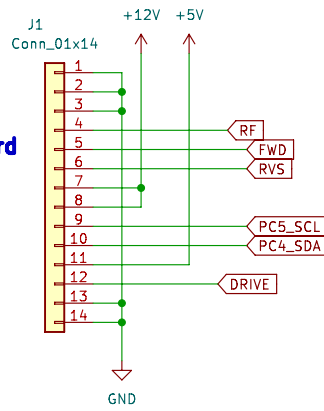 +12V +5V
J1
Conn_01x14
1
2
3
4 RF
rd 5 FWD
6 RVS
7
8
9 PC5_SCL
10 PC4_SDA
11
12 DRIVE
13
14
GND